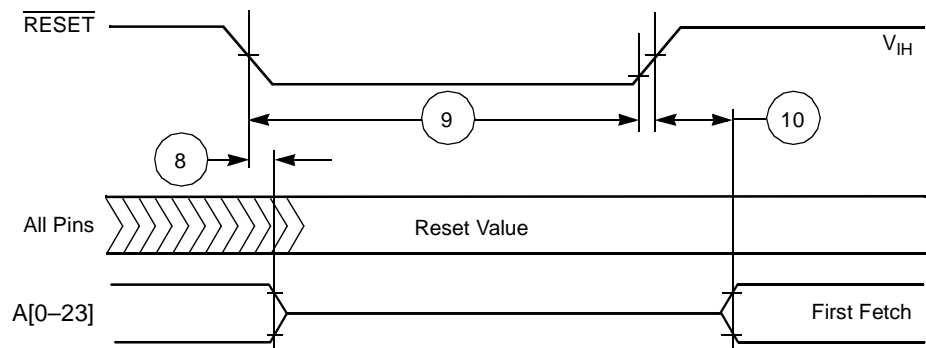 RESET
VIH
9
10
8
All Pins
Reset Value
A[0–23]
First Fetch